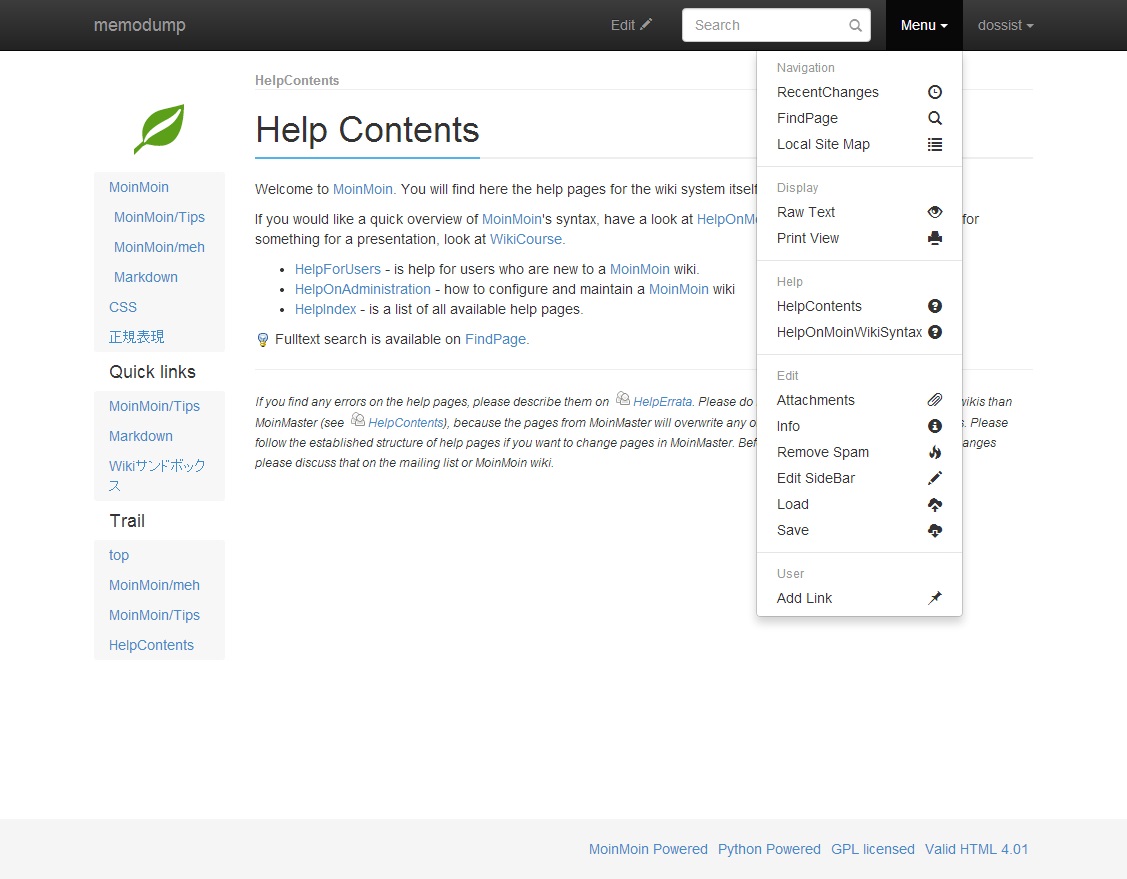 memodump
Edit
Search
Menu
dossist
MoinMoin
MoinMoin/Tips
MoinMoin/meh
Markdown
CSS
正規表現
Quick links
MoinMoin/Tips
Markdown
Wikiサンドボック
ス
Trail
top
MoinMoin/meh
MoinMoin/Tips
HelpContents
HelpContents
Help Contents
Welcome to MoinMoin. You will find here the help pages for the wiki system itself
If you would like a quick overview of MoinMoin's syntax, have a look at HelpOnMo for
something for a presentation, look at WikiCourse.
• HelpForUsers - is help for users who are new to a MoinMoin wiki.
• HelpOnAdministration - how to configure and maintain a MoinMoin wiki
• HelpIndex - is a list of all available help pages.
Fulltext search is available on FindPage.
If you find any errors on the help pages, please describe them on HelpErrata. Please do wikis than
MoinMaster (see HelpContents), because the pages from MoinMaster will overwrite any o s. Please
follow the established structure of help pages if you want to change pages in MoinMaster. Bef anges
please discuss that on the mailing list or MoinMoin wiki.
Navigation
RecentChanges
FindPage
Local Site Map
Display
Raw Text
Print View
Help
HelpContents
HelpOnMoinWikiSyntax
Edit
Attachments
Info
Remove Spam
Edit SideBar
Load
Save
User
Add Link
MoinMoin Powered Python Powered GPL licensed Valid HTML 4.01